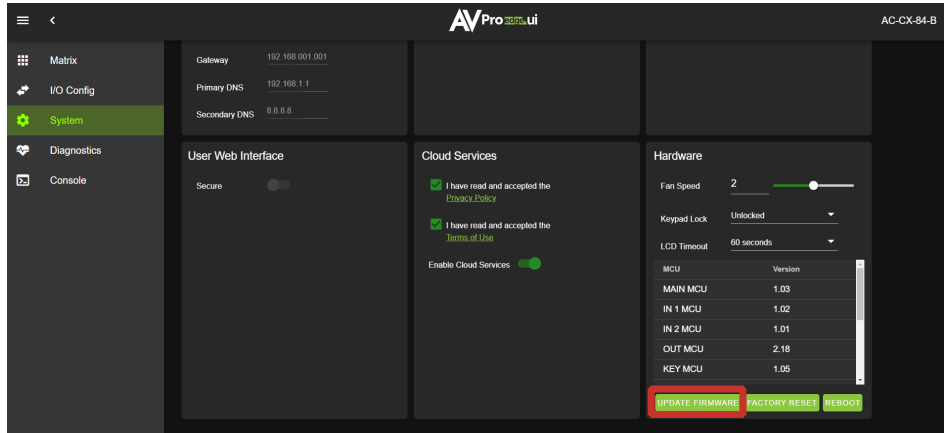 AVPro edge.ui
AC-CX-84-B
Matrix
I/O Config
System
Diagnostics
Console
Gateway 192.168.001.001
Primary DNS 192.168.1.1
Secondary DNS 8.8.8.8
User Web Interface
Secure
Cloud Services
I have read and accepted the
Privacy Policy
I have read and accepted the
Terms of Use
Enable Cloud Services
Hardware
Fan Speed 2
Keypad Lock Unlocked
LCD Timeout 60 seconds
MCU Version
MAIN MCU 1.03
IN 1 MCU 1.02
IN 2 MCU 1.01
OUT MCU 2.18
KEY MCU 1.05
UPDATE FIRMWARE FACTORY RESET REBOOT